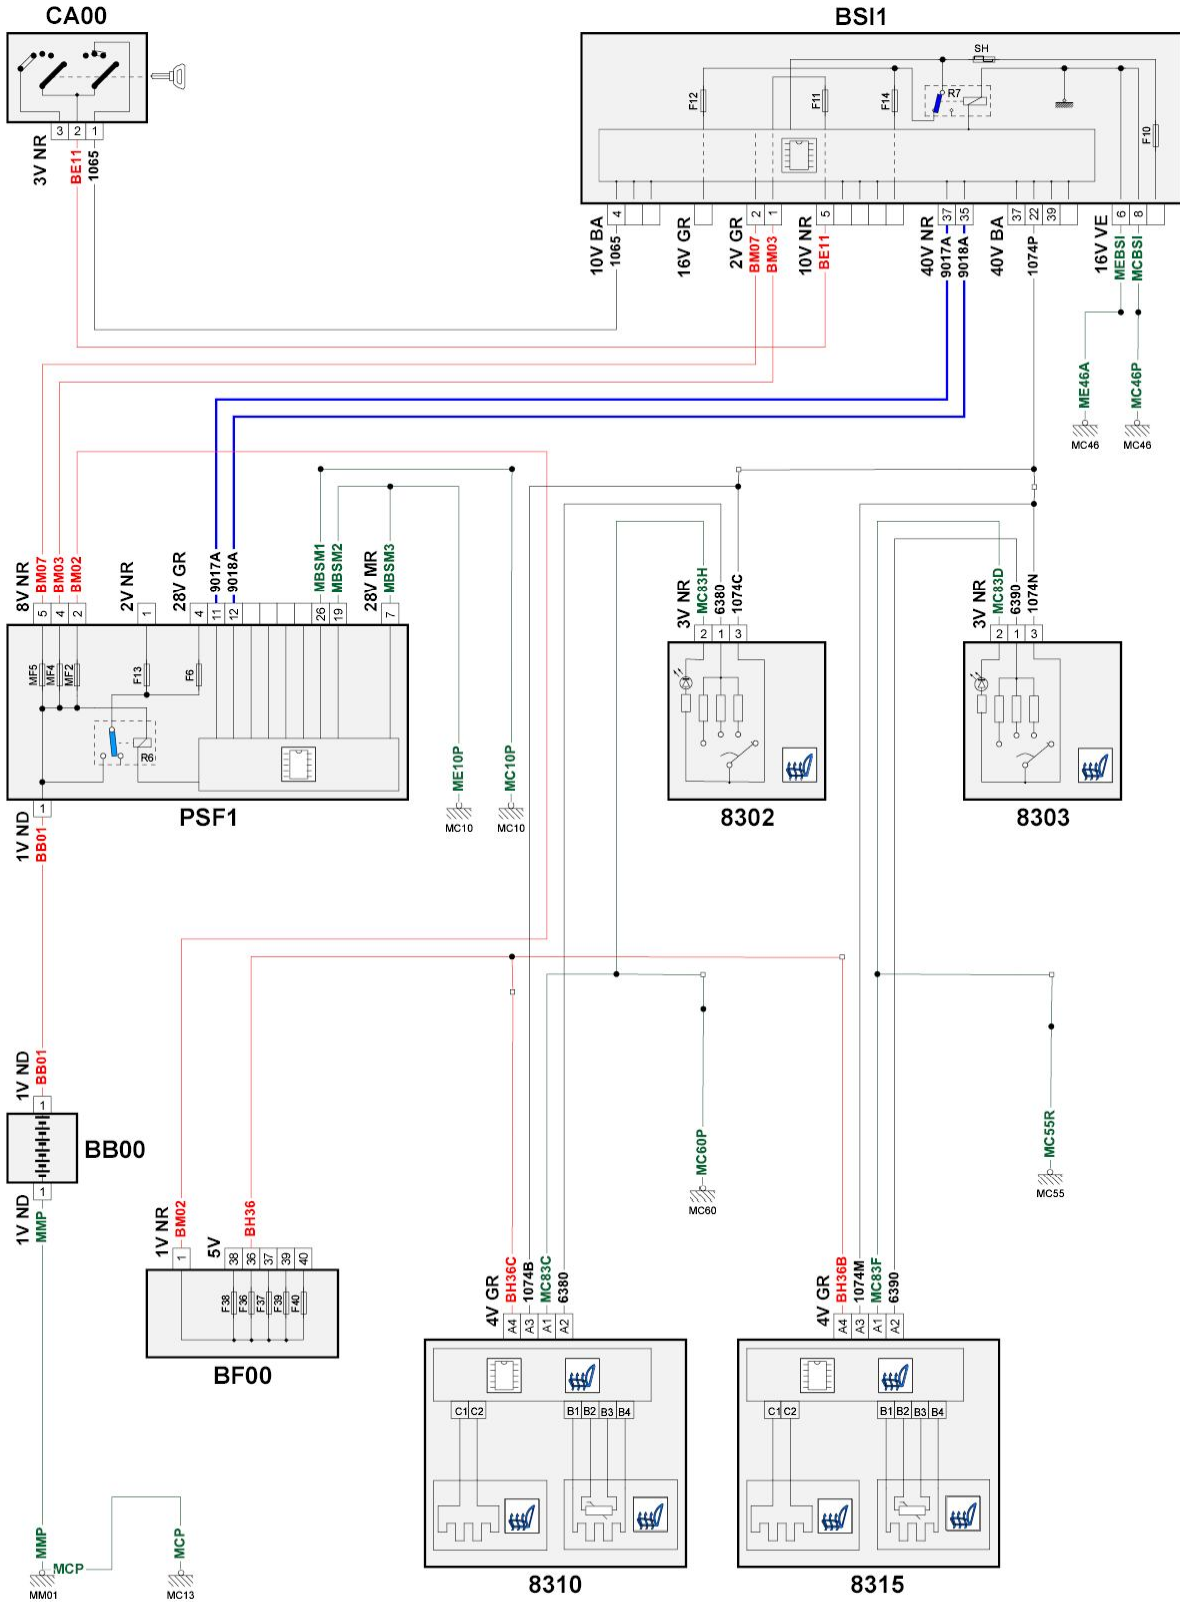 CA00
BSI1
SH
F12
F11
F14
R7
F10
3 2 1
3V NR
BE11
1065
4
2
1
5
37
35
37
22
39
6
8
10V BA
1065
16V GR
2V GR
BM07
BM03
10V NR
BE11
40V NR
9017A
9018A
40V BA
1074P
16V VE
MEBSI
MCBSI
ME46A
MC46P
MC46
MC46
8V NR
BM07
BM03
BM02
2V NR
28V GR
9017A
9018A
MBSM1
MBSM2
28V MR
MBSM3
5
4
2
1
4
11
12
26
19
7
MF5
MF4
MF2
F13
F6
R6
PSF1
1
1V ND
BB01
ME10P
MC10P
MC10
MC10
3V NR
MC83H
6380
1074C
2 1 3
8302
3V NR
MC83D
6390
1074N
2 1 3
8303
1V ND
BB01
1
BB00
1
1V ND
MMP
MC60P
MC60
MC55R
MC55
1V NR
BM02
5V
BH36
1
38
36
37
39
40
F38
F36
F37
F39
F40
BF00
4V GR
BH36C
1074B
MC83C
6380
A4
A3
A1
A2
C1 C2
B1 B2 B3 B4
8310
4V GR
BH36B
1074M
MC83F
6390
A4
A3
A1
A2
C1 C2
B1 B2 B3 B4
8315
MMP
MCP
MCP
MM01
MC13